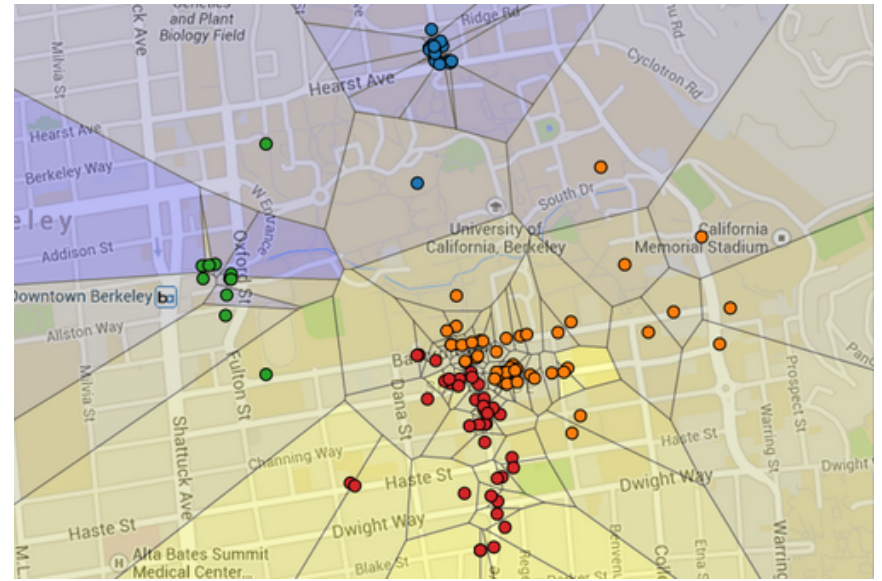 Genetics
and Plant
Biology Field
Ridge Rd
Milvia St
Hearst Ave
Cyclotron Rd
Hearst Ave
Berkeley Way
eley
W Entrance
South Dr
University of
California, Berkeley
California
Memorial Stadium
Addison St
Oxford St
Downtown Berkeley
Allston Way
Milvia St
Fulton St
Dana St
Prospect St
Shattuck Ave
Channing Way
Haste St
Haste St
Warring St
Dwight Way
Dwight
Dwight Way
Haste St
Alta Bates Summit
Medical Center...
Blake St
Warring